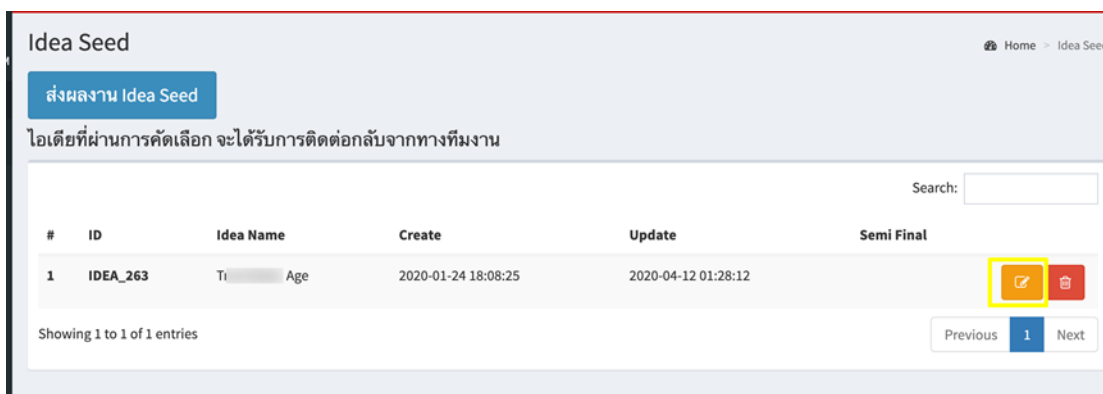 Idea Seed
Home > Idea See
ส่งผลงาน Idea Seed
ไอเดียที่ผ่านการคัดเลือก จะได้รับการติดต่อกลับจากทางทีมงาน
Search:
# ID Idea Name Create Update Semi Final
1 IDEA_263 Age 2020-01-24 18:08:25 2020-04-12 01:28:12
Showing 1 to 1 of 1 entries
Previous 1 Next